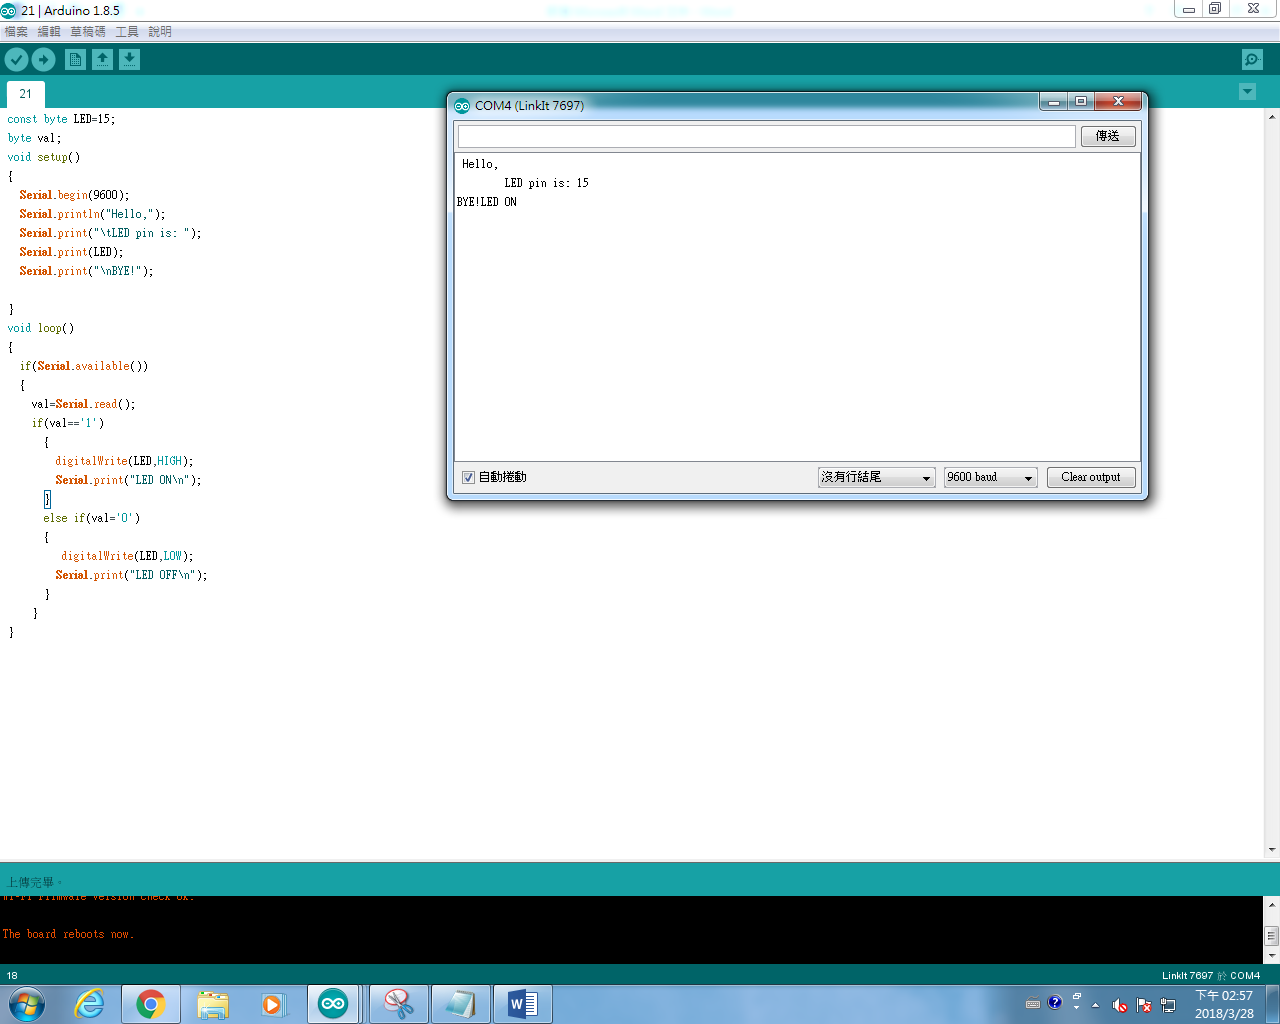 21 | Arduino 1.8.5
檔案 編輯 草稿碼 工具 說明
21
const byte LED=15;
byte val;
void setup()
{
Serial.begin(9600);
Serial.println("Hello,");
Serial.print("\tLED pin is: ");
Serial.print(LED);
Serial.print("\nBYE!");
}
void loop()
{
if(Serial.available())
{
val=Serial.read();
if(val=='1')
{
digitalWrite(LED,HIGH);
Serial.print("LED ON\n");
}
else if(val='0')
{
digitalWrite(LED,LOW);
Serial.print("LED OFF\n");
}
}
}
COM4 (LinkIt 7697)
傳送
Hello,
LED pin is: 15
BYE!LED ON
自動捲動 沒有行結尾 9600 baud Clear output
上傳完畢。
Wi-Fi Firmware version check ok.
The board reboots now.
18 LinkIt 7697 於 COM4
下午 02:57
2018/3/28